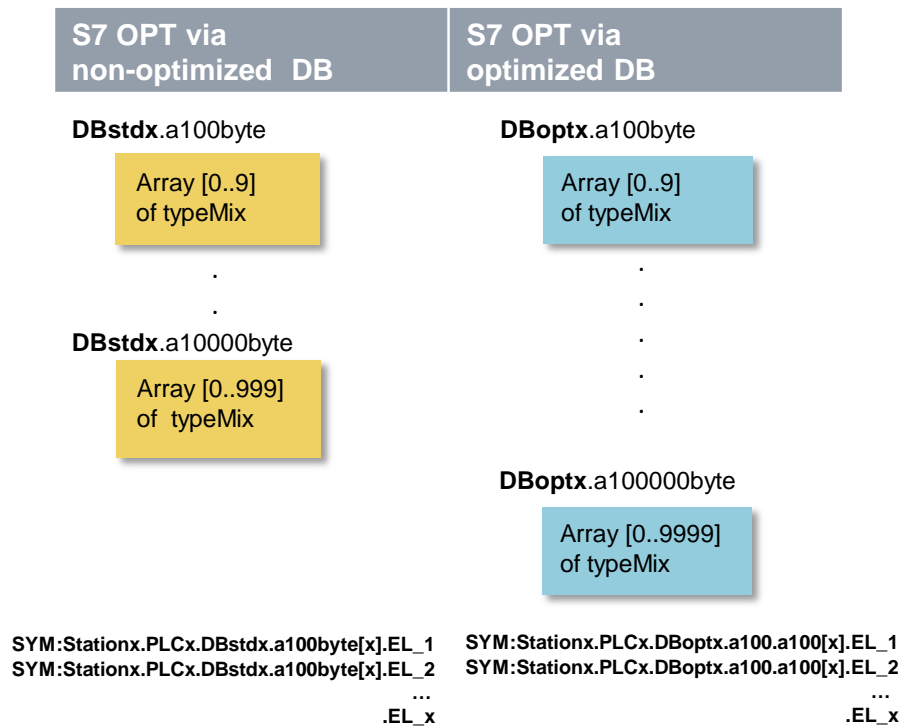 S7 OPT via
non-optimized DB
S7 OPT via
optimized DB
DBstdx.a100byte
Array [0..9]
of typeMix
.
.
DBstdx.a10000byte
Array [0..999]
of typeMix
DBoptx.a100byte
Array [0..9]
of typeMix
.
.
.
.
.
DBoptx.a100000byte
Array [0..9999]
of typeMix
SYM:Stationx.PLCx.DBstdx.a100byte[x].EL_1
SYM:Stationx.PLCx.DBstdx.a100byte[x].EL_2
...
.EL_x
SYM:Stationx.PLCx.DBoptx.a100.a100[x].EL_1
SYM:Stationx.PLCx.DBoptx.a100.a100[x].EL_2
...
.EL_x